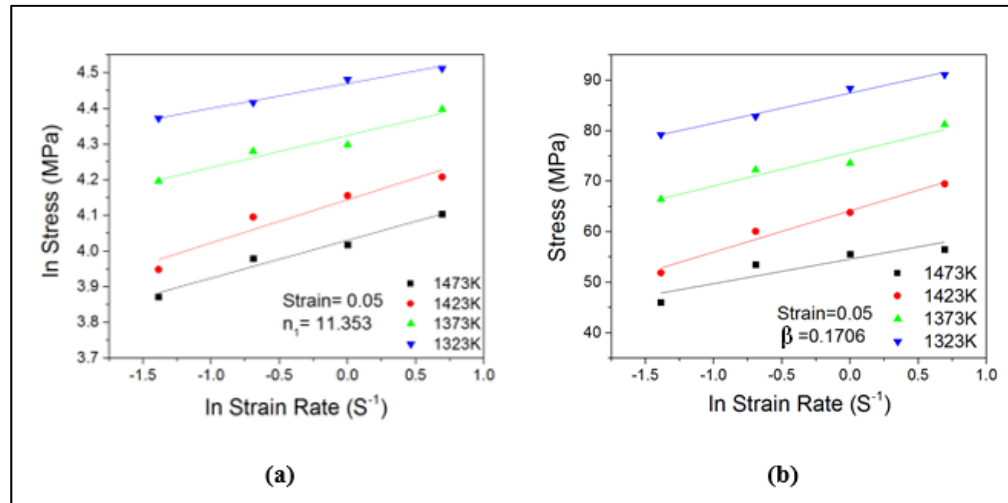 4.5
4.4
4.3
4.2
4.1
4.0
3.9
3.8
3.7
ln Stress (MPa)
Strain= 0.05
n₁= 11.353
1473K
1423K
1373K
1323K
-1.5 -1.0 -0.5 0.0 0.5 1.0
ln Strain Rate (S⁻¹)
(a)
90
80
70
60
50
40
Stress (MPa)
Strain=0.05
β =0.1706
1473K
1423K
1373K
1323K
-1.5 -1.0 -0.5 0.0 0.5 1.0
ln Strain Rate (S⁻¹)
(b)